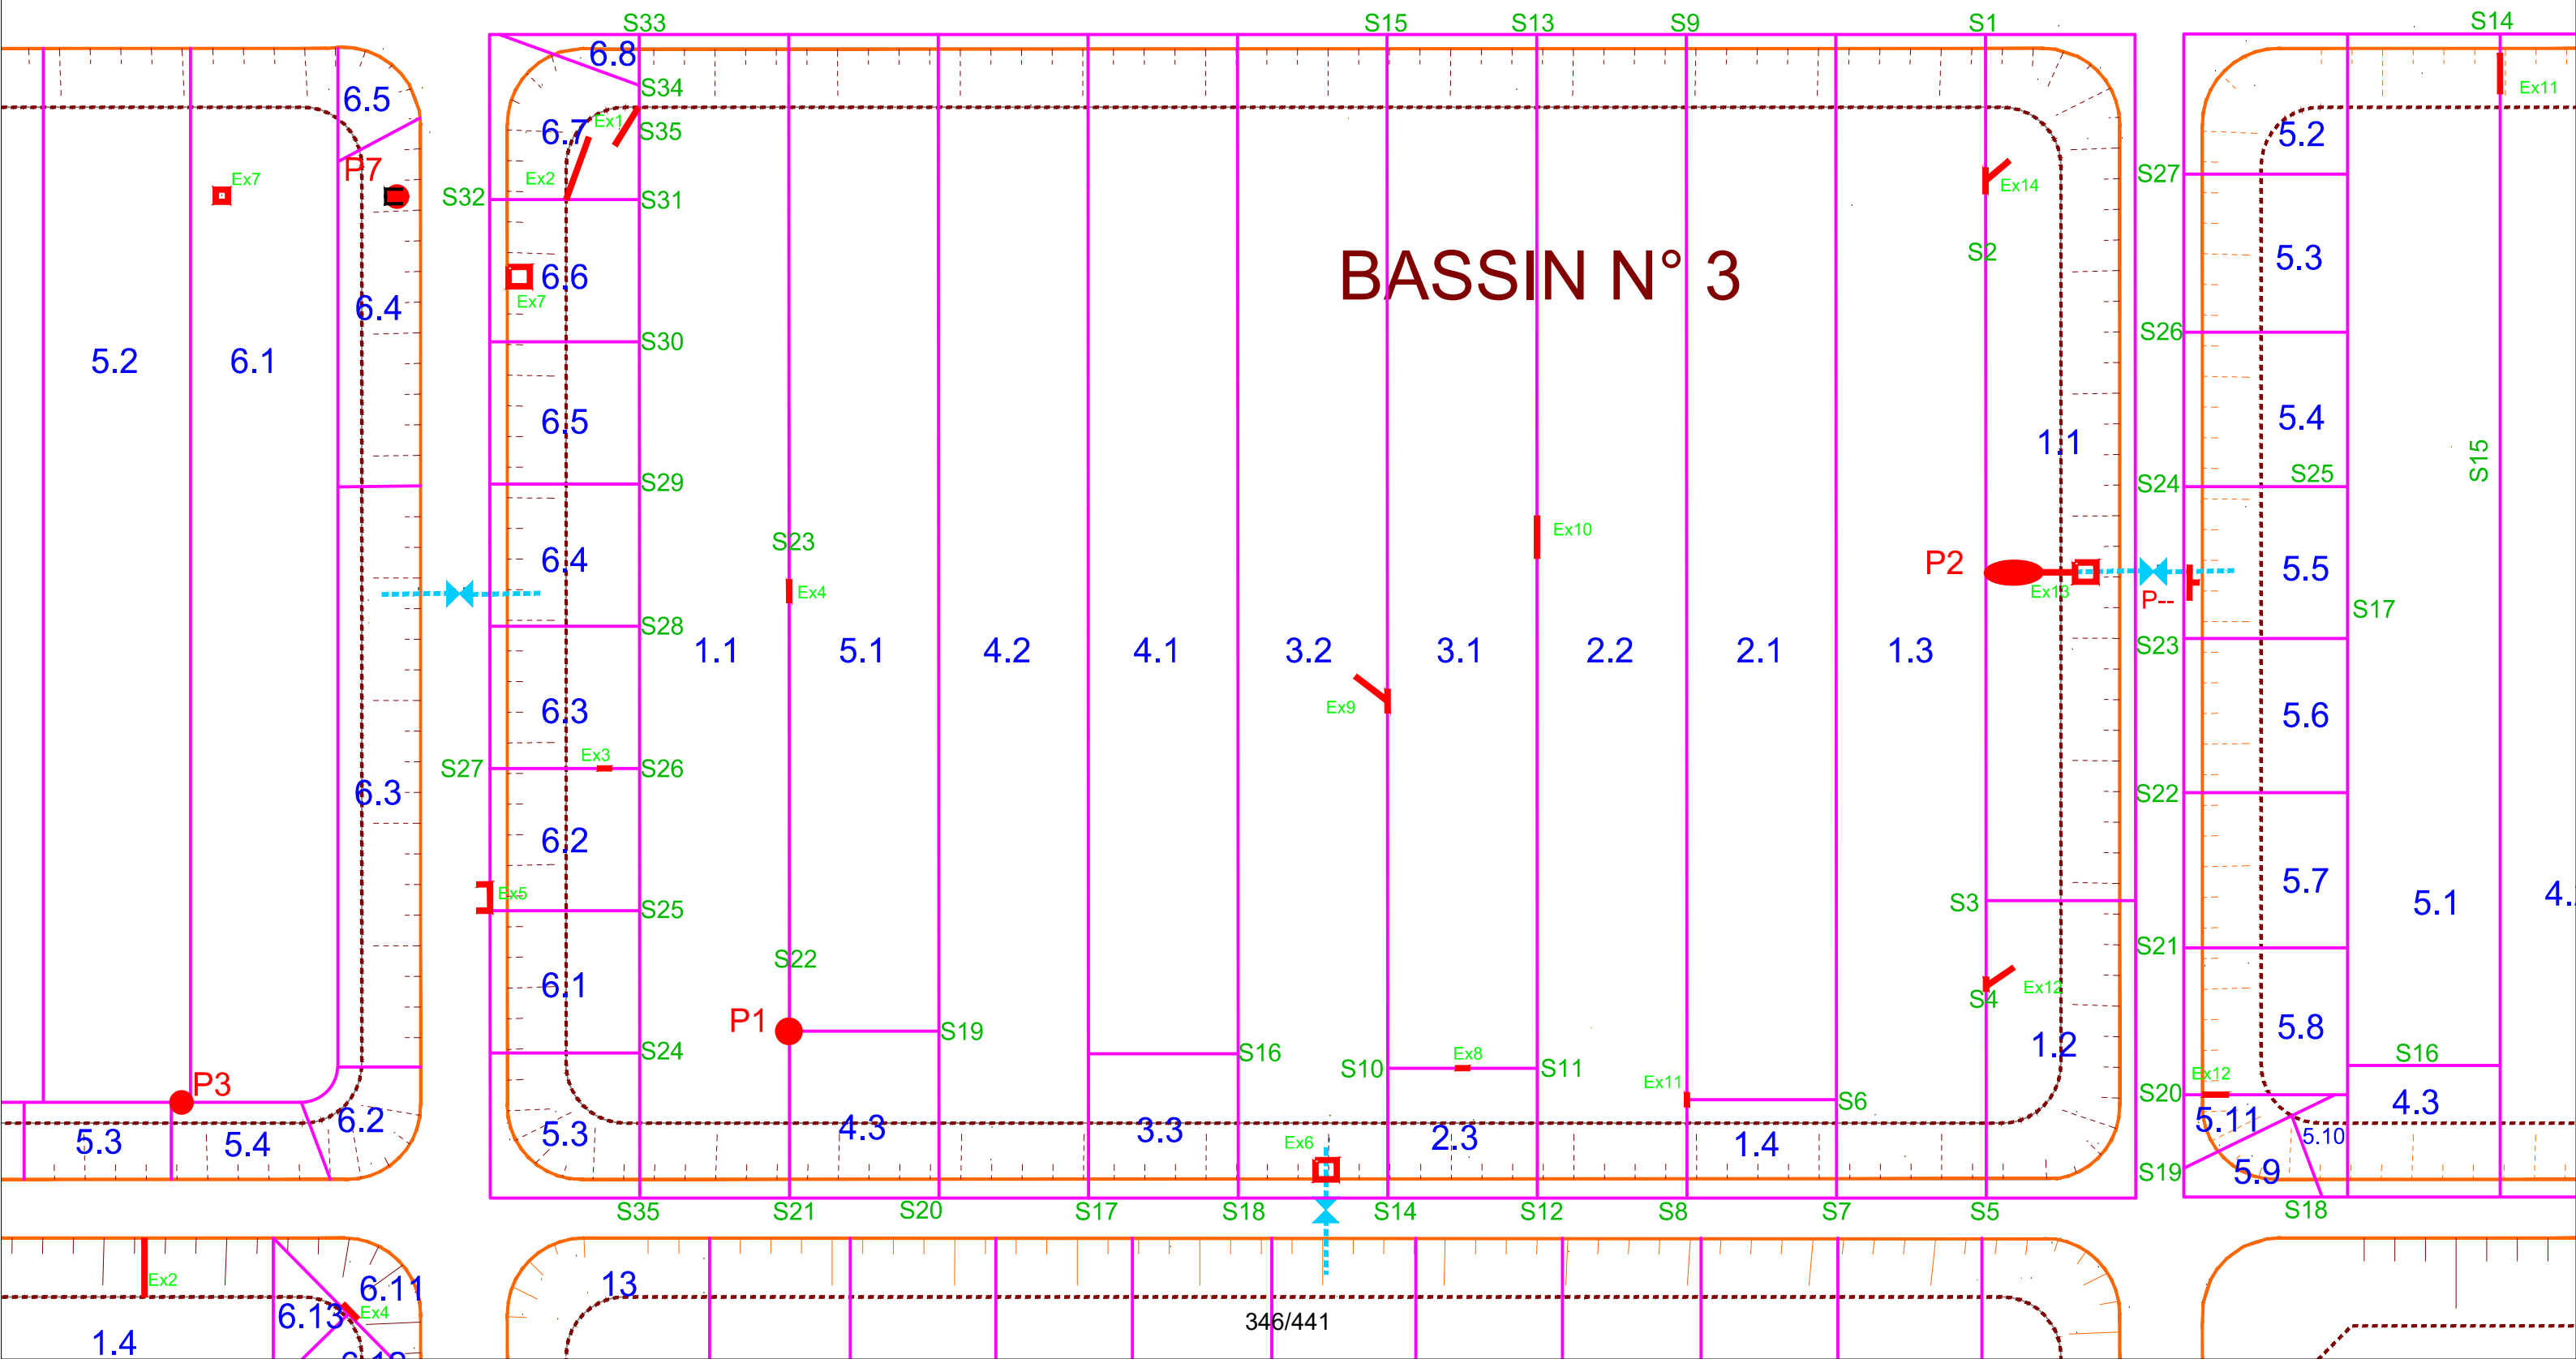 S33 S15 S13 S9 S1 S14
6.8
6.5 S34 Ex11
6.7 Ex1 S35 5.2
P7
Ex7 Ex2 S32 S31 Ex14 S27
S2
BASSIN N° 3
5.3
6.6
Ex7
6.4
S30 S26
5.2 6.1
6.5 1.1 5.4
S15
S29 S24 S25
Ex10
S23
6.4 P2 5.5
Ex4 Ex13 P--
S17
S28 S23
1.1 5.1 4.2 4.1 3.2 3.1 2.2 2.1 1.3
6.3 Ex9 5.6
Ex3
S27 S26
6.3 S22
6.2
Ex5 5.7
S25 S3 5.1 4.
S22 S21
6.1 Ex12
S4
P1 S19 5.8
1.2
S24 S16 S10 Ex8 S11 S16
P3 Ex11 S6 S20 Ex12
4.3
5.3 5.4 6.2 5.3 4.3 3.3 2.3 1.4 5.11 5.10
Ex6
S19 5.9
S35 S21 S20 S17 S18 S14 S12 S8 S7 S5 S18
Ex2 6.11 13
6.13 Ex4 346/441
1.4